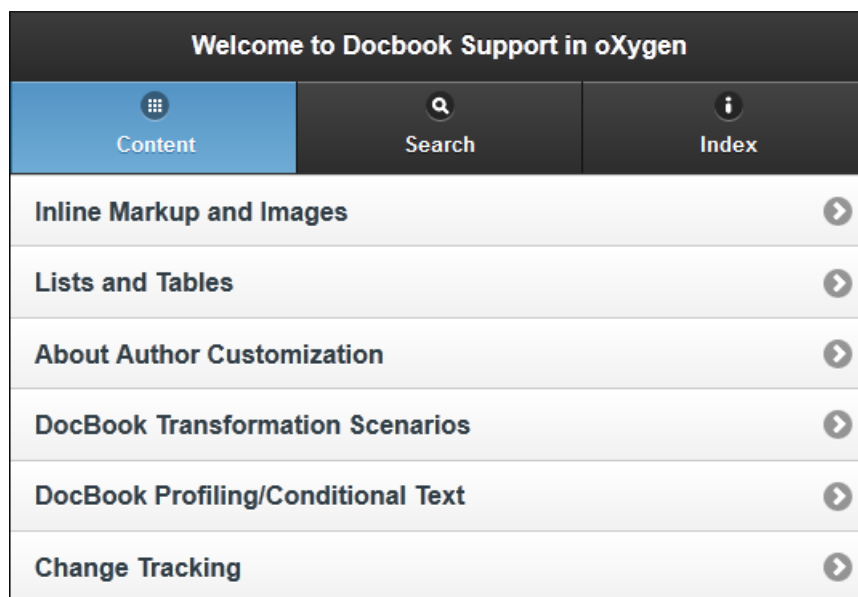 Welcome to Docbook Support in oXygen
Content
Search
Index
Inline Markup and Images
Lists and Tables
About Author Customization
DocBook Transformation Scenarios
DocBook Profiling/Conditional Text
Change Tracking